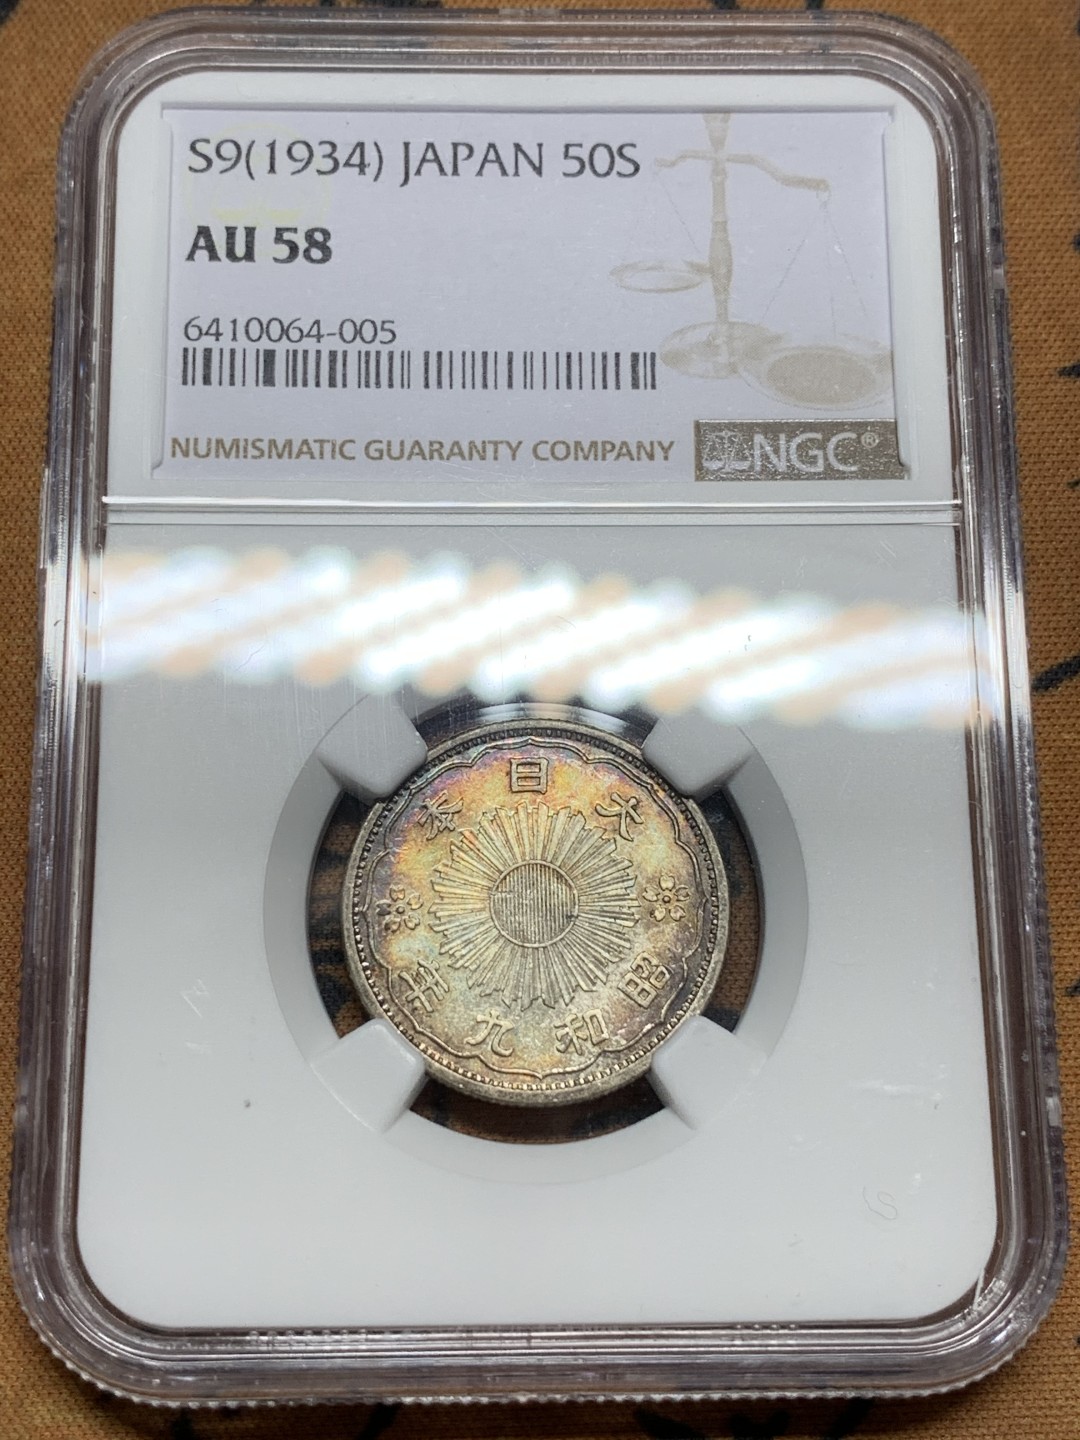 S9(1934) JAPAN 50S
AU 58
6410064-005
NUMISMATIC GUARANTY COMPANY
NGC®
大日本
昭和九年